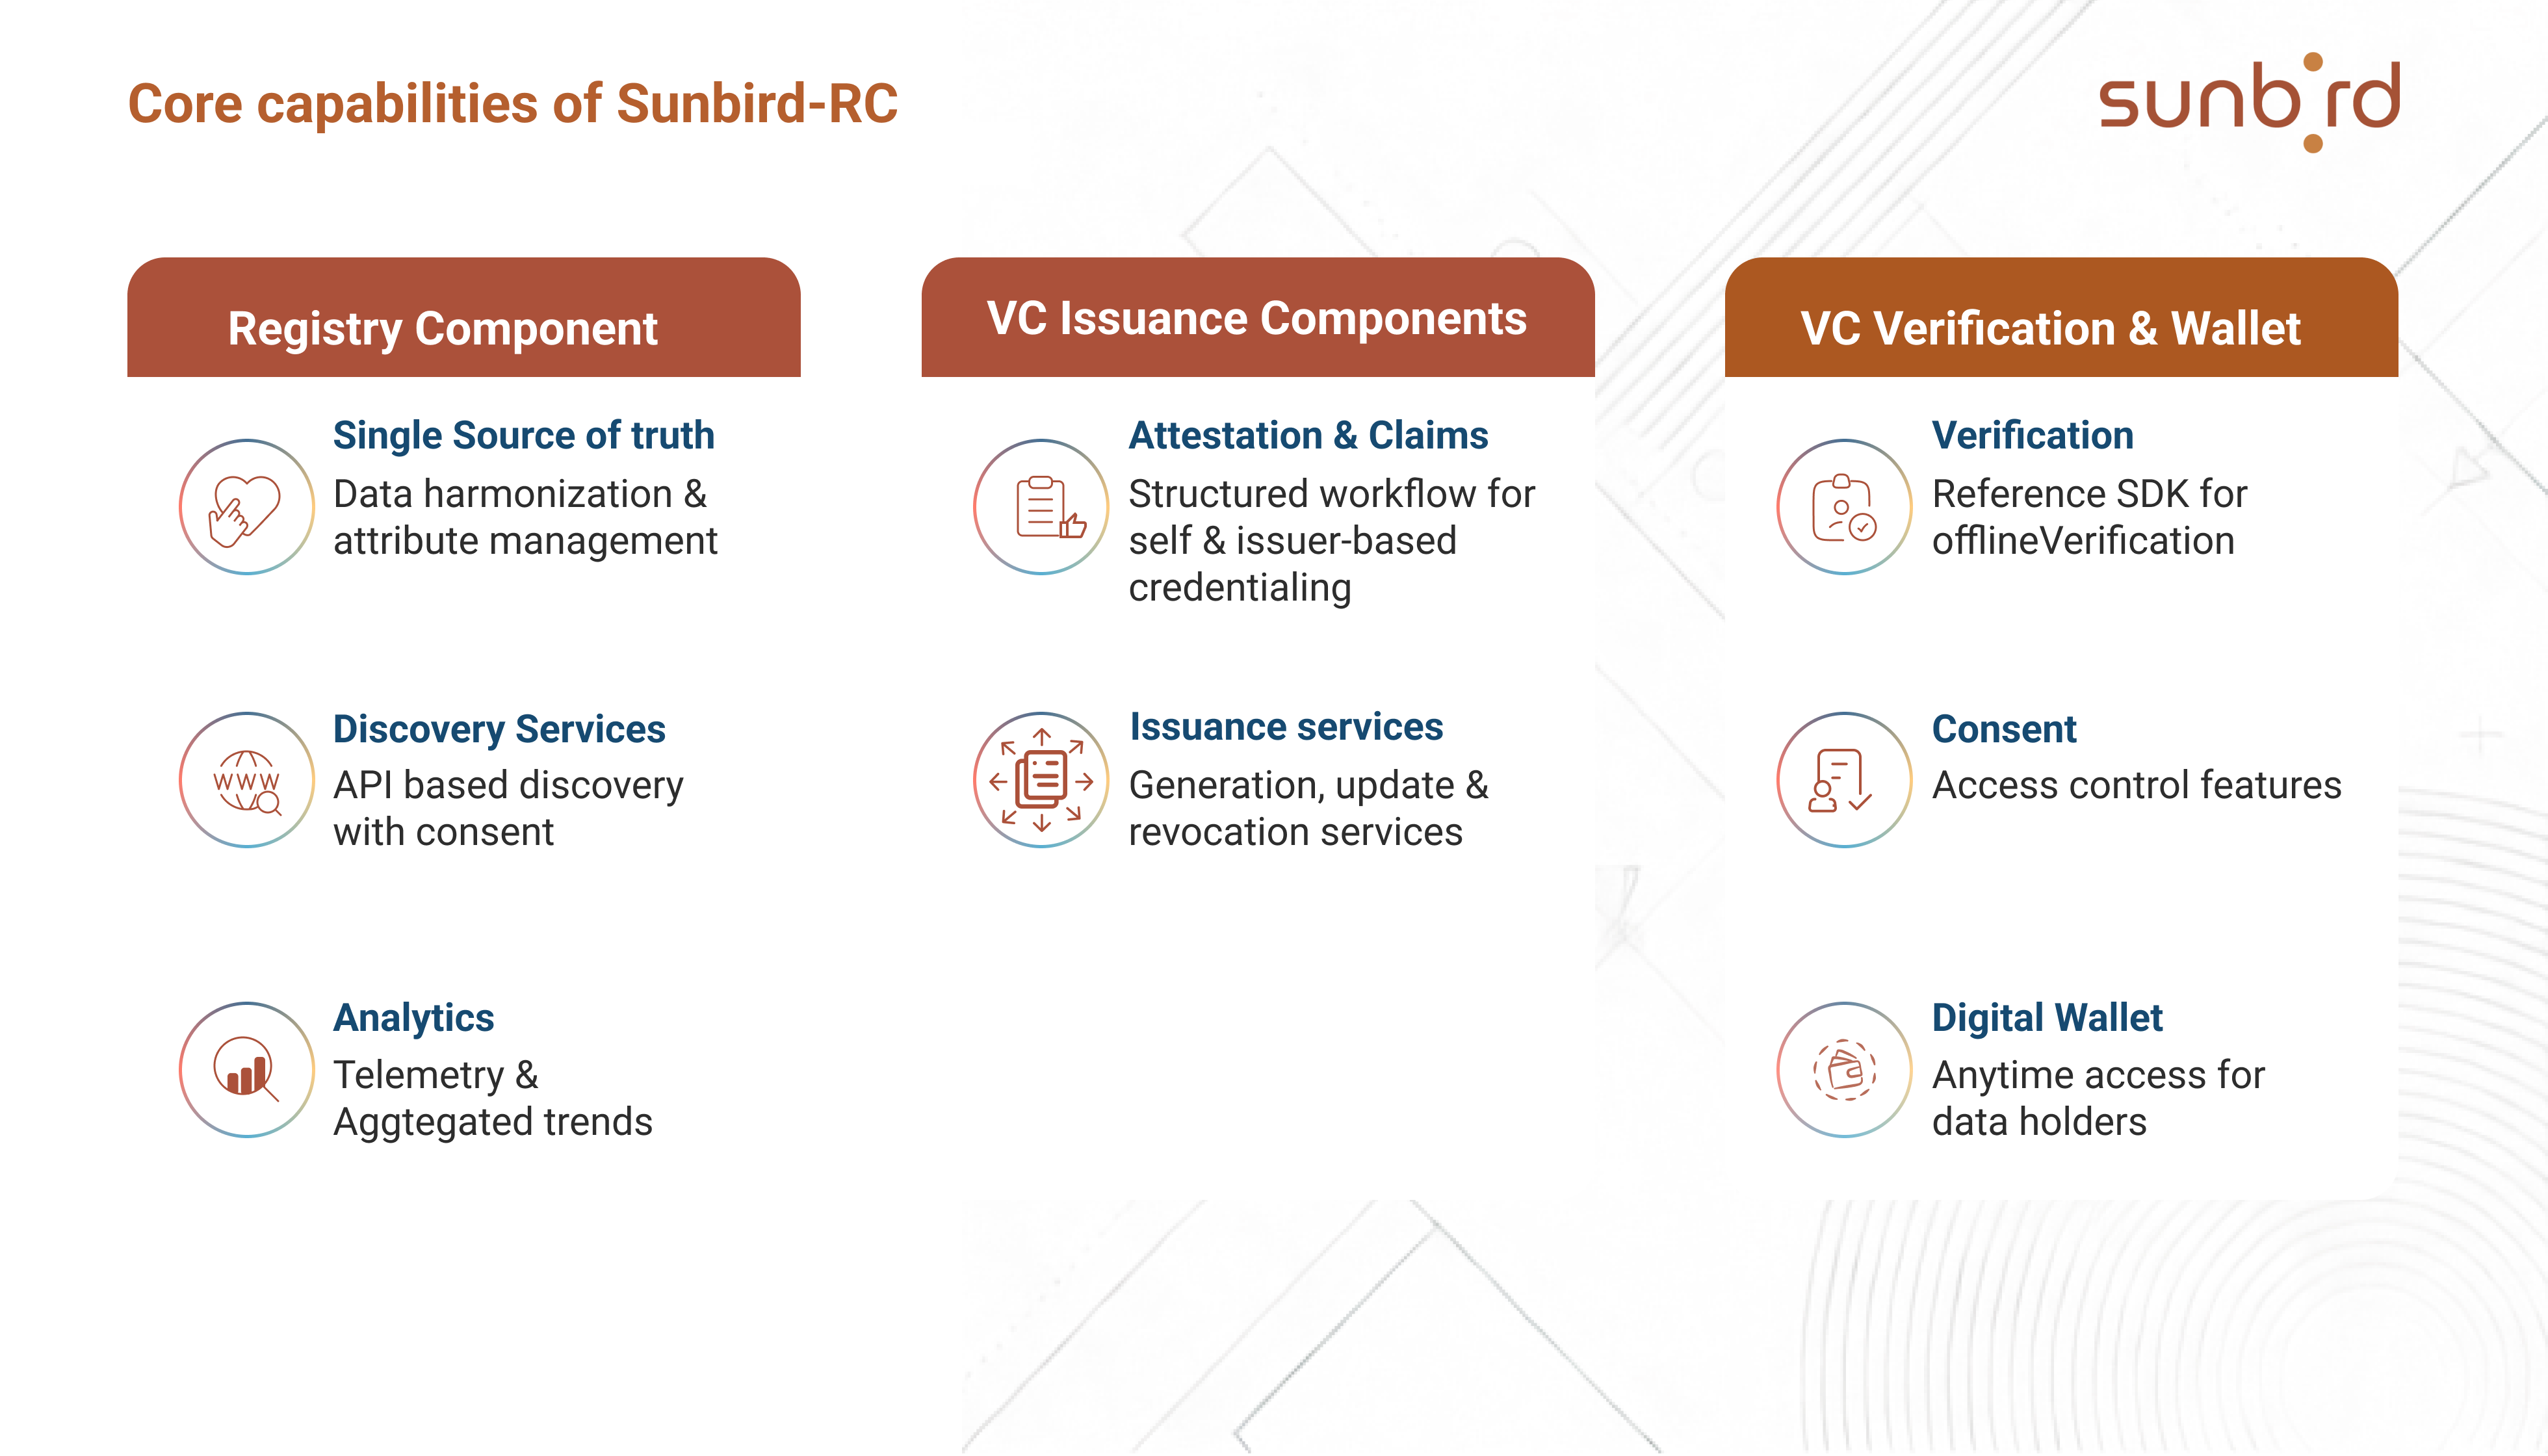 Core capabilities of Sunbird-RC
sunbird
Registry Component
Single Source of truth
Data harmonization &
attribute management
Discovery Services
WWW
API based discovery
with consent
Analytics
Telemetry &
Aggtegated trends
VC Issuance Components
Attestation & Claims
Structured workflow for
self & issuer-based
credentialing
Issuance services
Generation, update &
revocation services
VC Verification & Wallet
Verification
Reference SDK for
offlineVerification
Consent
Access control features
Digital Wallet
Anytime access for
data holders